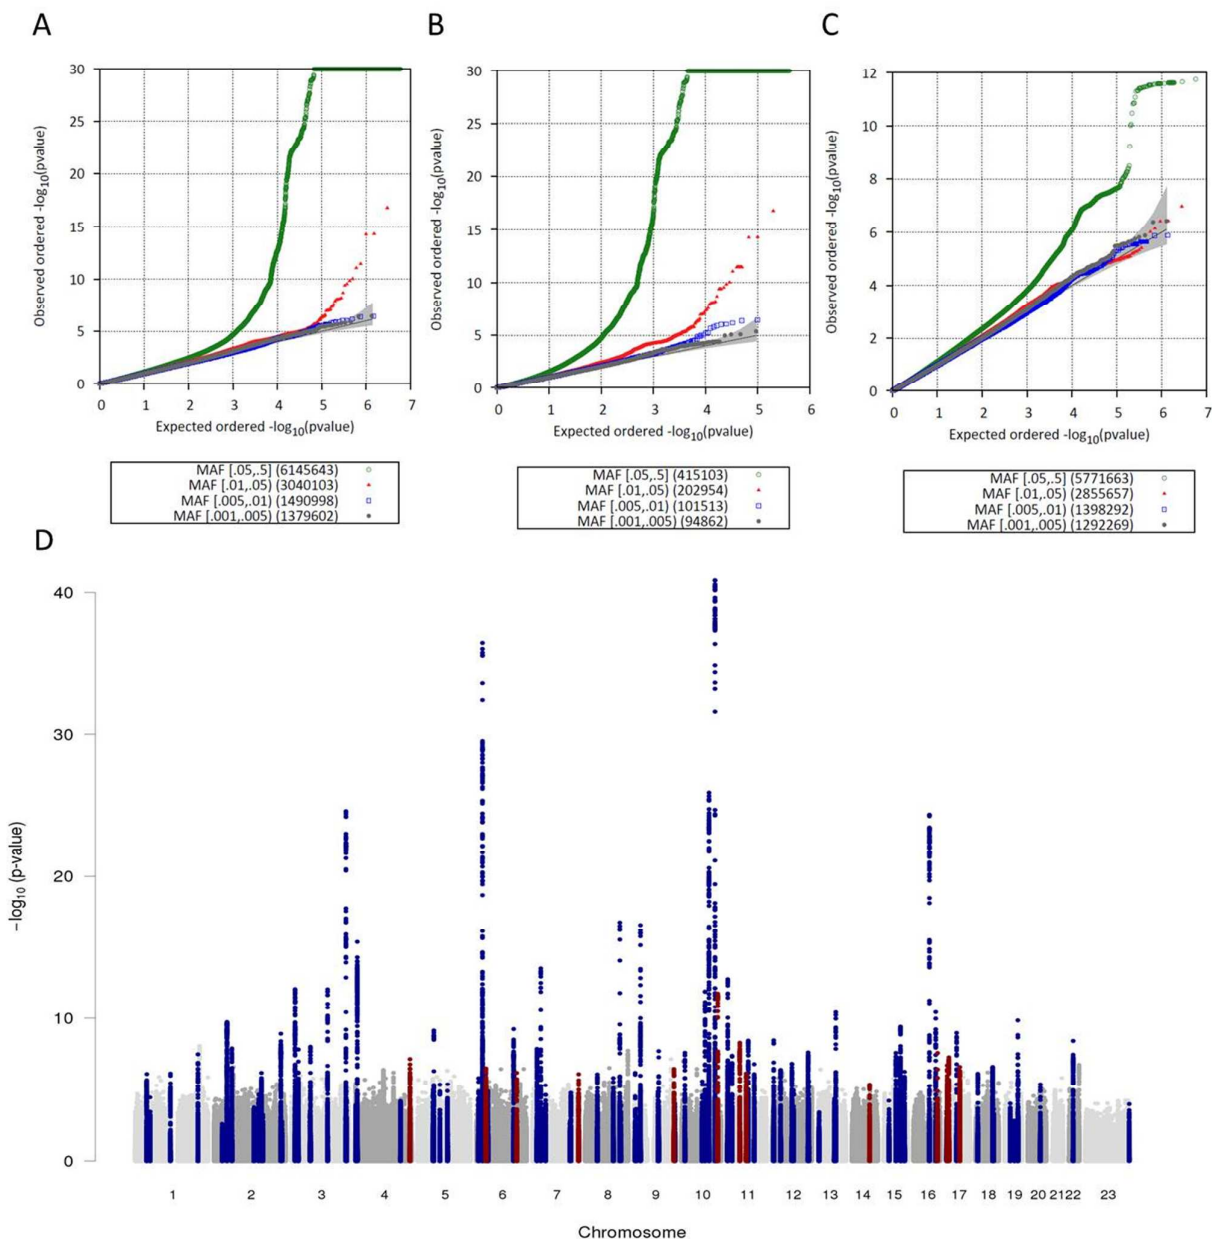 A
B
C
30
25
20
15
10
5
0
Observed ordered -log10(pvalue)
0 1 2 3 4 5 6 7
Expected ordered -log10(pvalue)
MAF [.05,.5] (6145643)
MAF [.01,.05) (3040103)
MAF [.005,.01) (1490998)
MAF [.001,.005) (1379602)
30
25
20
15
10
5
0
Observed ordered -log10(pvalue)
0 1 2 3 4 5 6
Expected ordered -log10(pvalue)
MAF [.05,.5] (415103)
MAF [.01,.05) (202954)
MAF [.005,.01) (101513)
MAF [.001,.005) (94862)
12
10
8
6
4
2
0
Observed ordered -log10(pvalue)
0 1 2 3 4 5 6 7
Expected ordered -log10(pvalue)
MAF [.05,.5] (5771663)
MAF [.01,.05) (2855657)
MAF [.005,.01) (1398292)
MAF [.001,.005) (1292269)
D
40
30
20
10
0
−log10 (p-value)
1 2 3 4 5 6 7 8 9 10 11 12 13 14 15 16 17 18 19 20 21 22 23
Chromosome